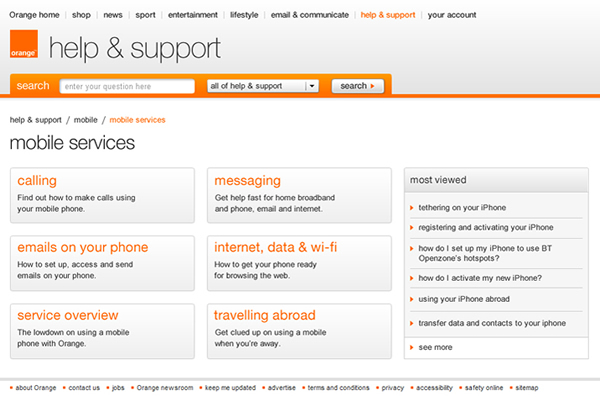 Orange home | shop | news | sport | entertainment | lifestyle | email & communicate | help & support | your account
orange™
help & support
search
enter your question here
all of help & support
search
help & support / mobile / mobile services
mobile services
calling
Find out how to make calls using
your mobile phone.
messaging
Get help fast for home broadband
and phone, email and internet.
emails on your phone
How to set up, access and send
emails on your phone.
internet, data & wi-fi
How to get your phone ready
for browsing the web.
service overview
The lowdown on using a mobile
phone with Orange.
travelling abroad
Get clued up on using a mobile
when you're away.
most viewed
tethering on your iPhone
registering and activating your iPhone
how do I set up my iPhone to use BT
Openzone's hotspots?
how do I activate my new iPhone?
using your iPhone abroad
transfer data and contacts to your iphone
see more
about Orange • contact us • jobs • Orange newsroom • keep me updated • advertise • terms and conditions • privacy • accessibility • safety online • sitemap